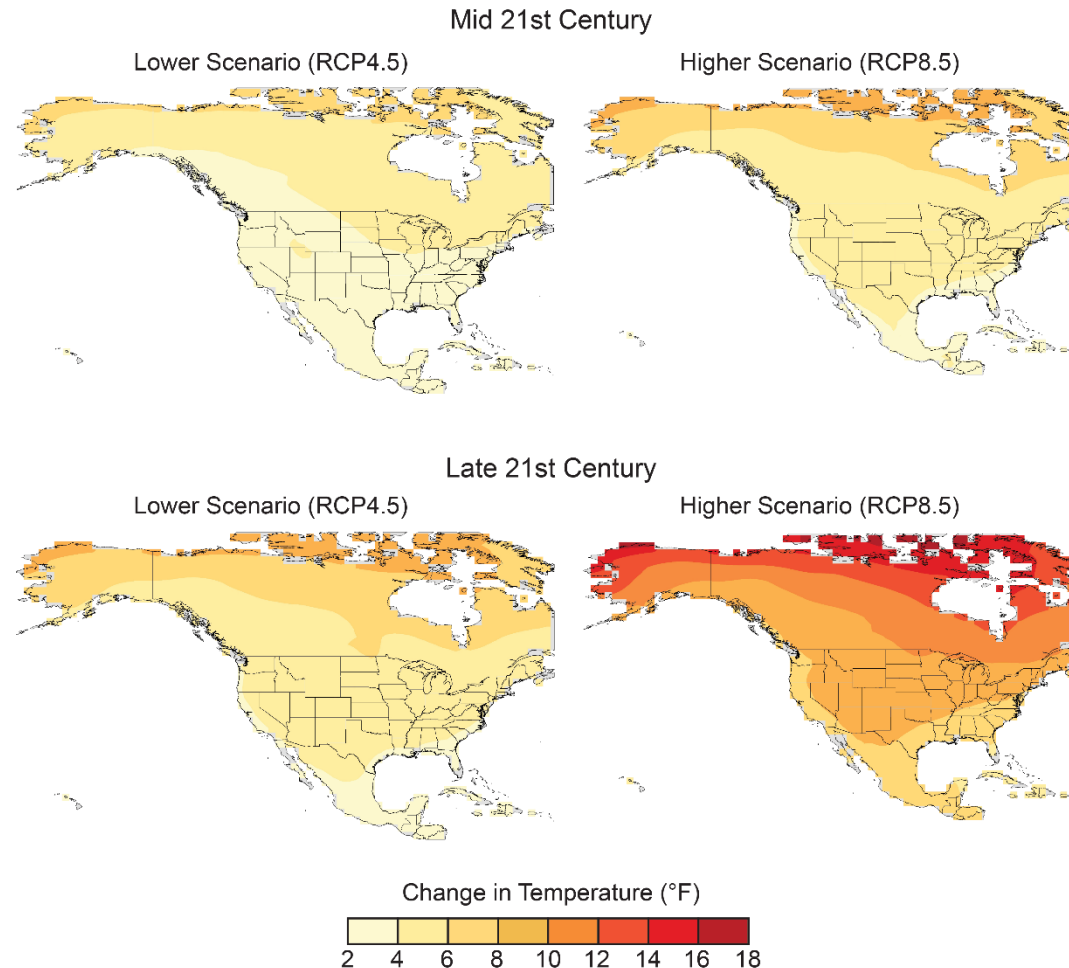 Mid 21st Century
Lower Scenario (RCP4.5)
Higher Scenario (RCP8.5)
Late 21st Century
Lower Scenario (RCP4.5)
Higher Scenario (RCP8.5)
Change in Temperature (°F)
2 4 6 8 10 12 14 16 18